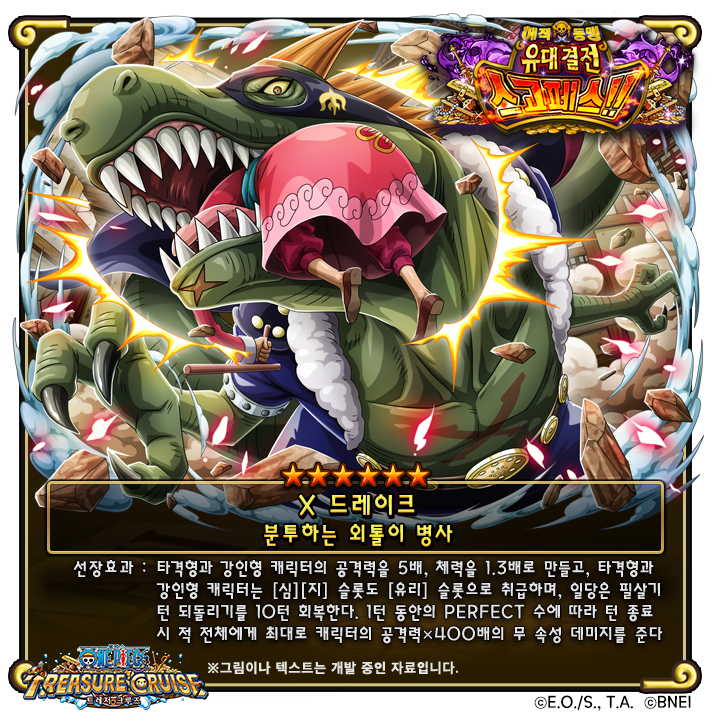 해적 동맹
유대 결전
스고페스!!
X 드레이크
분투하는 외톨이 병사
선장효과 : 타격형과 강인형 캐릭터의 공격력을 5배, 체력을 1.3배로 만들고, 타격형과
강인형 캐릭터는 [심][지] 슬롯도 [유리] 슬롯으로 취급하며, 일당은 필살기
턴 되돌리기를 10턴 회복한다. 1턴 동안의 PERFECT 수에 따라 턴 종료
시 적 전체에게 최대로 캐릭터의 공격력×400배의 무 속성 데미지를 준다
※그림이나 텍스트는 개발 중인 자료입니다.
ONE PIECE
TREASURE CRUISE
트레저 크루즈
©E.O./S., T.A. ©BNEI